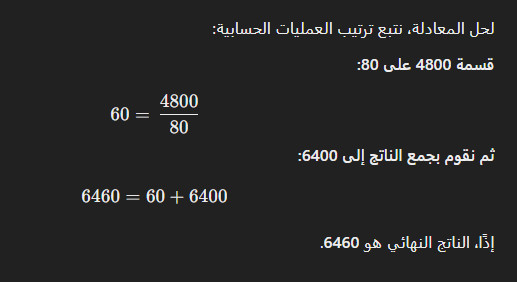 لحل المعادلة، نتبع ترتيب العمليات الحسابية:
قسمة 4800 على 80:
60 = 4800/80
ثم نقوم بجمع الناتج إلى 6400:
6460 = 60 + 6400
إذًا، الناتج النهائي هو 6460.